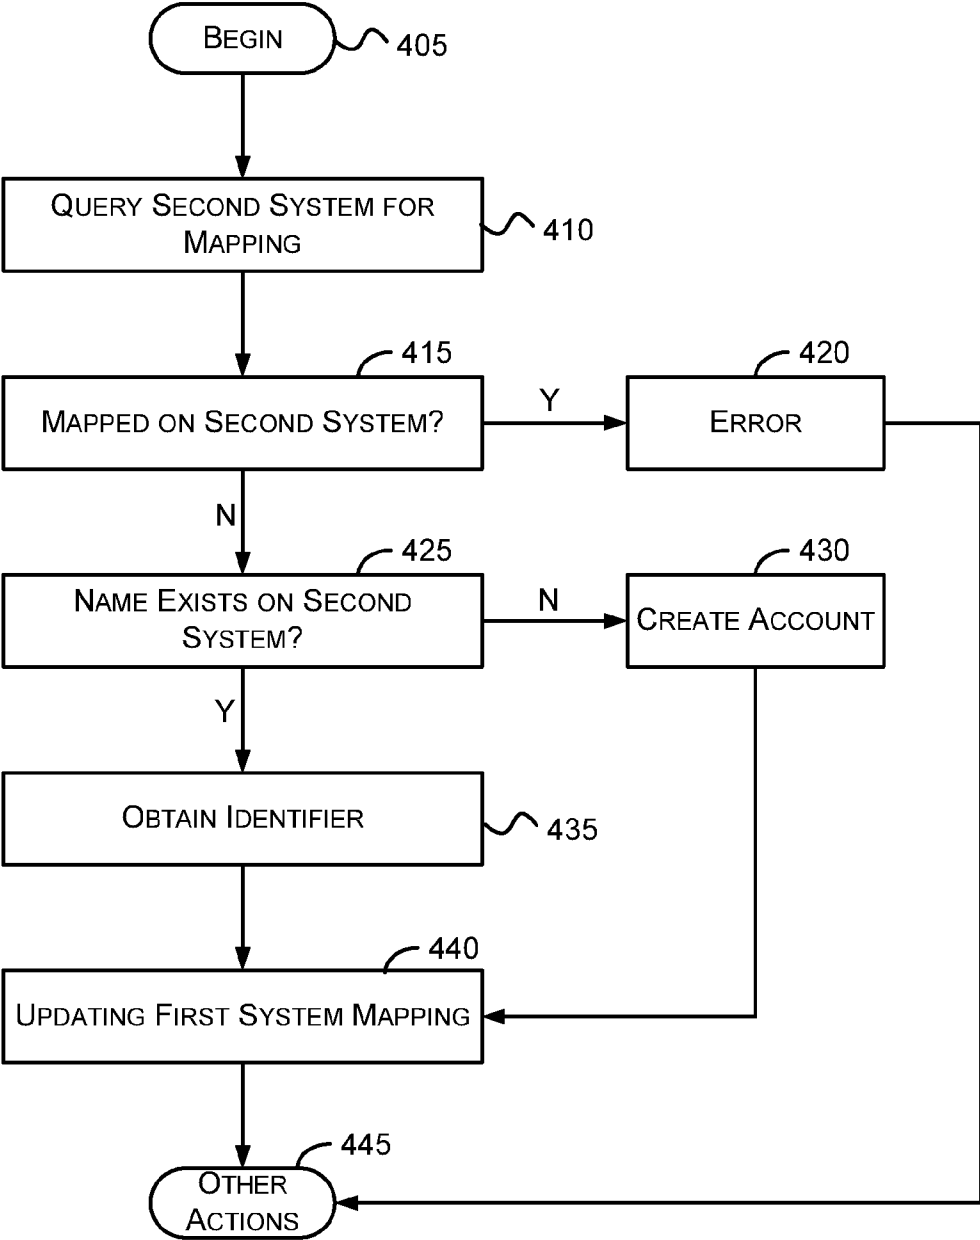 BEGIN
405
QUERY SECOND SYSTEM FOR
MAPPING
410
415
MAPPED ON SECOND SYSTEM?
Y
420
ERROR
N
425
NAME EXISTS ON SECOND
SYSTEM?
N
430
CREATE ACCOUNT
Y
OBTAIN IDENTIFIER
435
440
UPDATING FIRST SYSTEM MAPPING
445
OTHER
ACTIONS